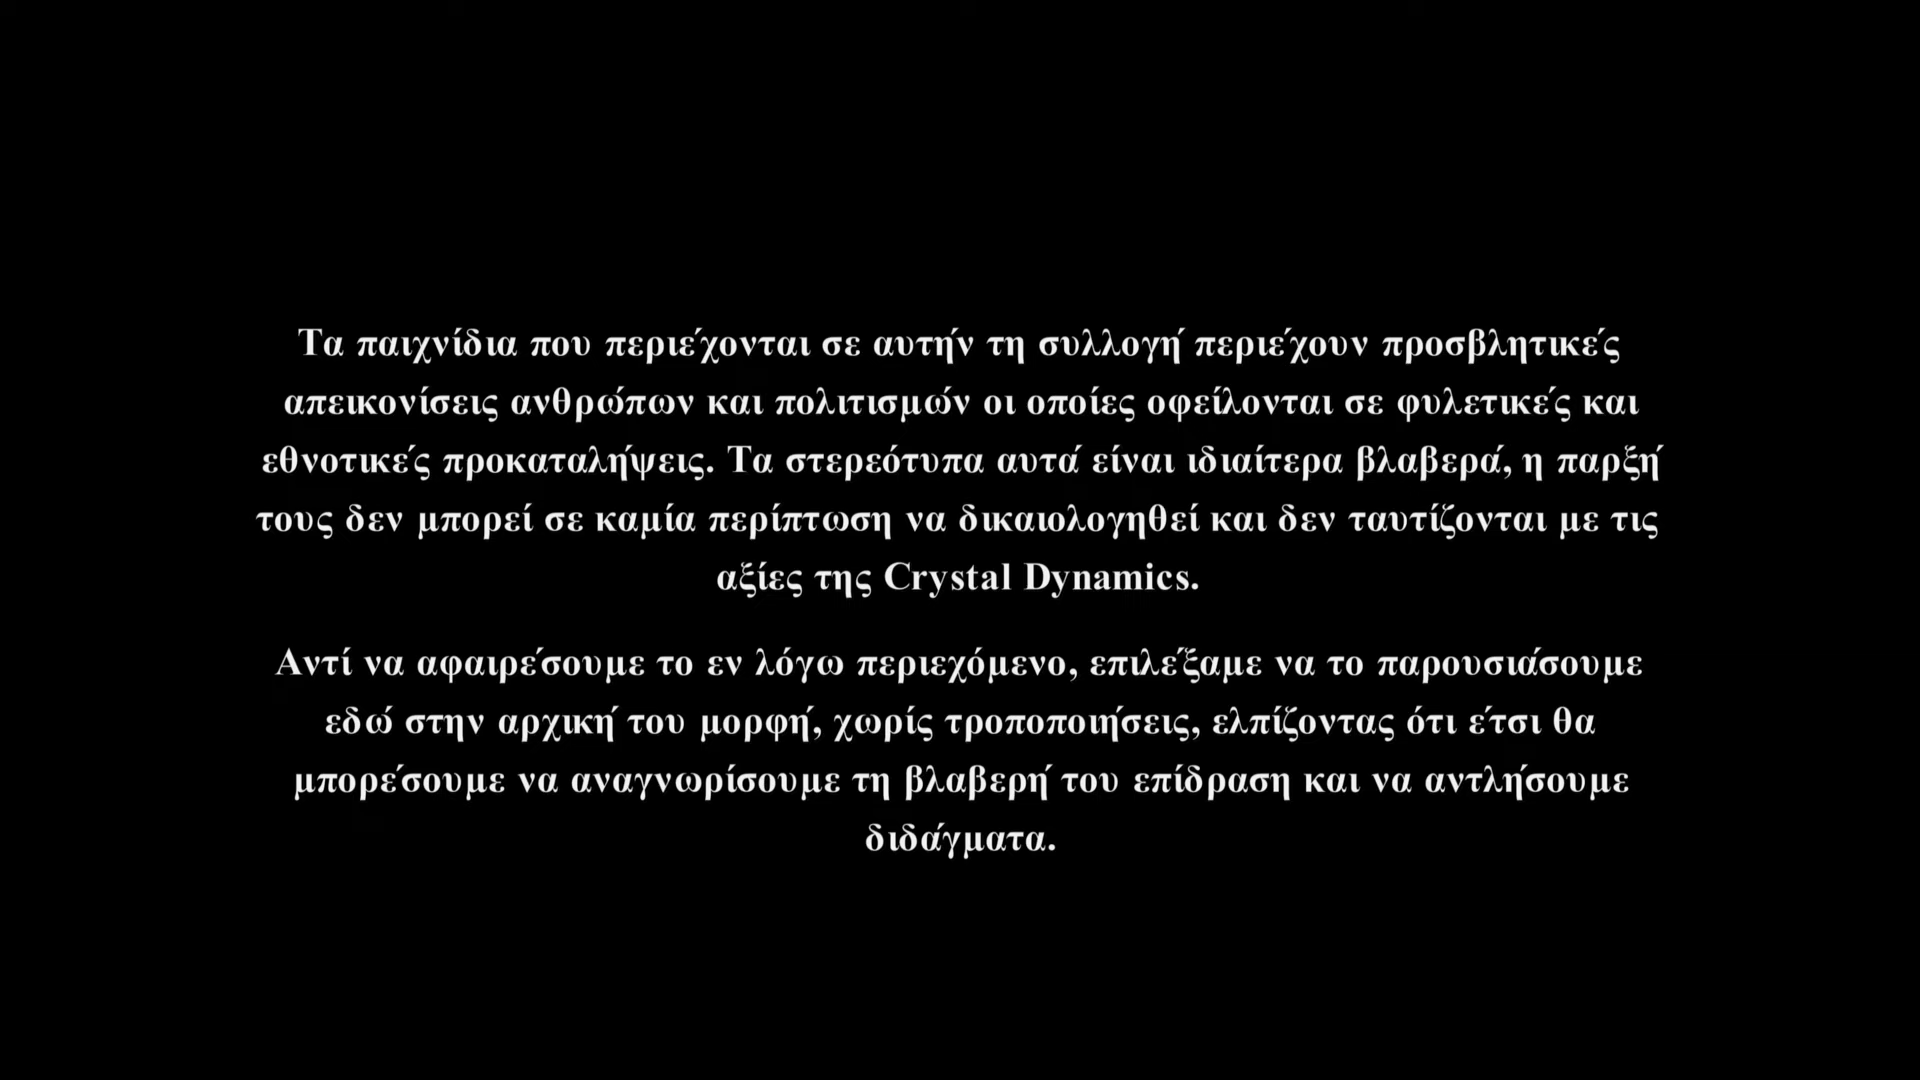 Τα παιχνίδια που περιέχονται σε αυτήν τη συλλογή περιέχουν προσβλητικές
απεικονίσεις ανθρώπων και πολιτισμών οι οποίες οφείλονται σε φυλετικές και
εθνοτικές προκαταλήψεις. Τα στερεότυπα αυτά είναι ιδιαίτερα βλαβερά, η παρξή
τους δεν μπορεί σε καμία περίπτωση να δικαιολογηθεί και δεν ταυτίζονται με τις
αξίες της Crystal Dynamics.
Αντί να αφαιρέσουμε το εν λόγω περιεχόμενο, επιλέξαμε να το παρουσιάσουμε
εδώ στην αρχική του μορφή, χωρίς τροποποιήσεις, ελπίζοντας ότι έτσι θα
μπορέσουμε να αναγνωρίσουμε τη βλαβερή του επίδραση και να αντλήσουμε
διδάγματα.